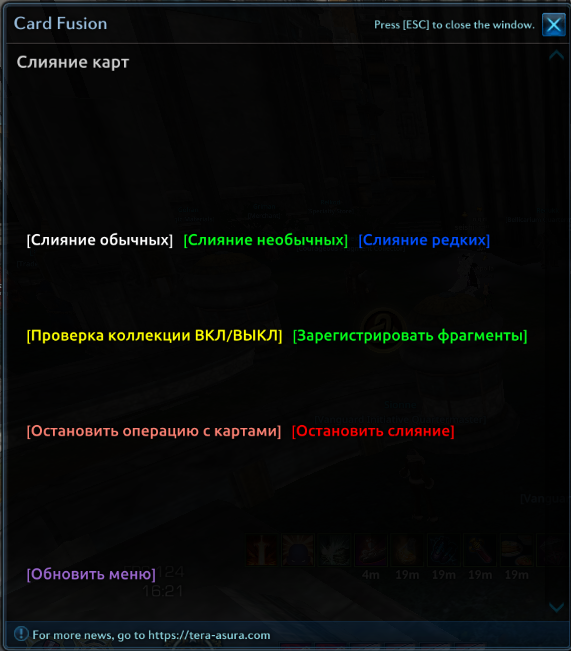 Card Fusion
Press [ESC] to close the window.
Слияние карт
[Слияние обычных] [Слияние необычных] [Слияние редких]
[Проверка коллекции ВКЛ/ВЫКЛ] [Зарегистрировать фрагменты]
[Остановить операцию с картами] [Остановить слияние]
[Обновить меню]
124
16:21
4m 19m 19m 19m 19m
For more news, go to https://tera-asura.com